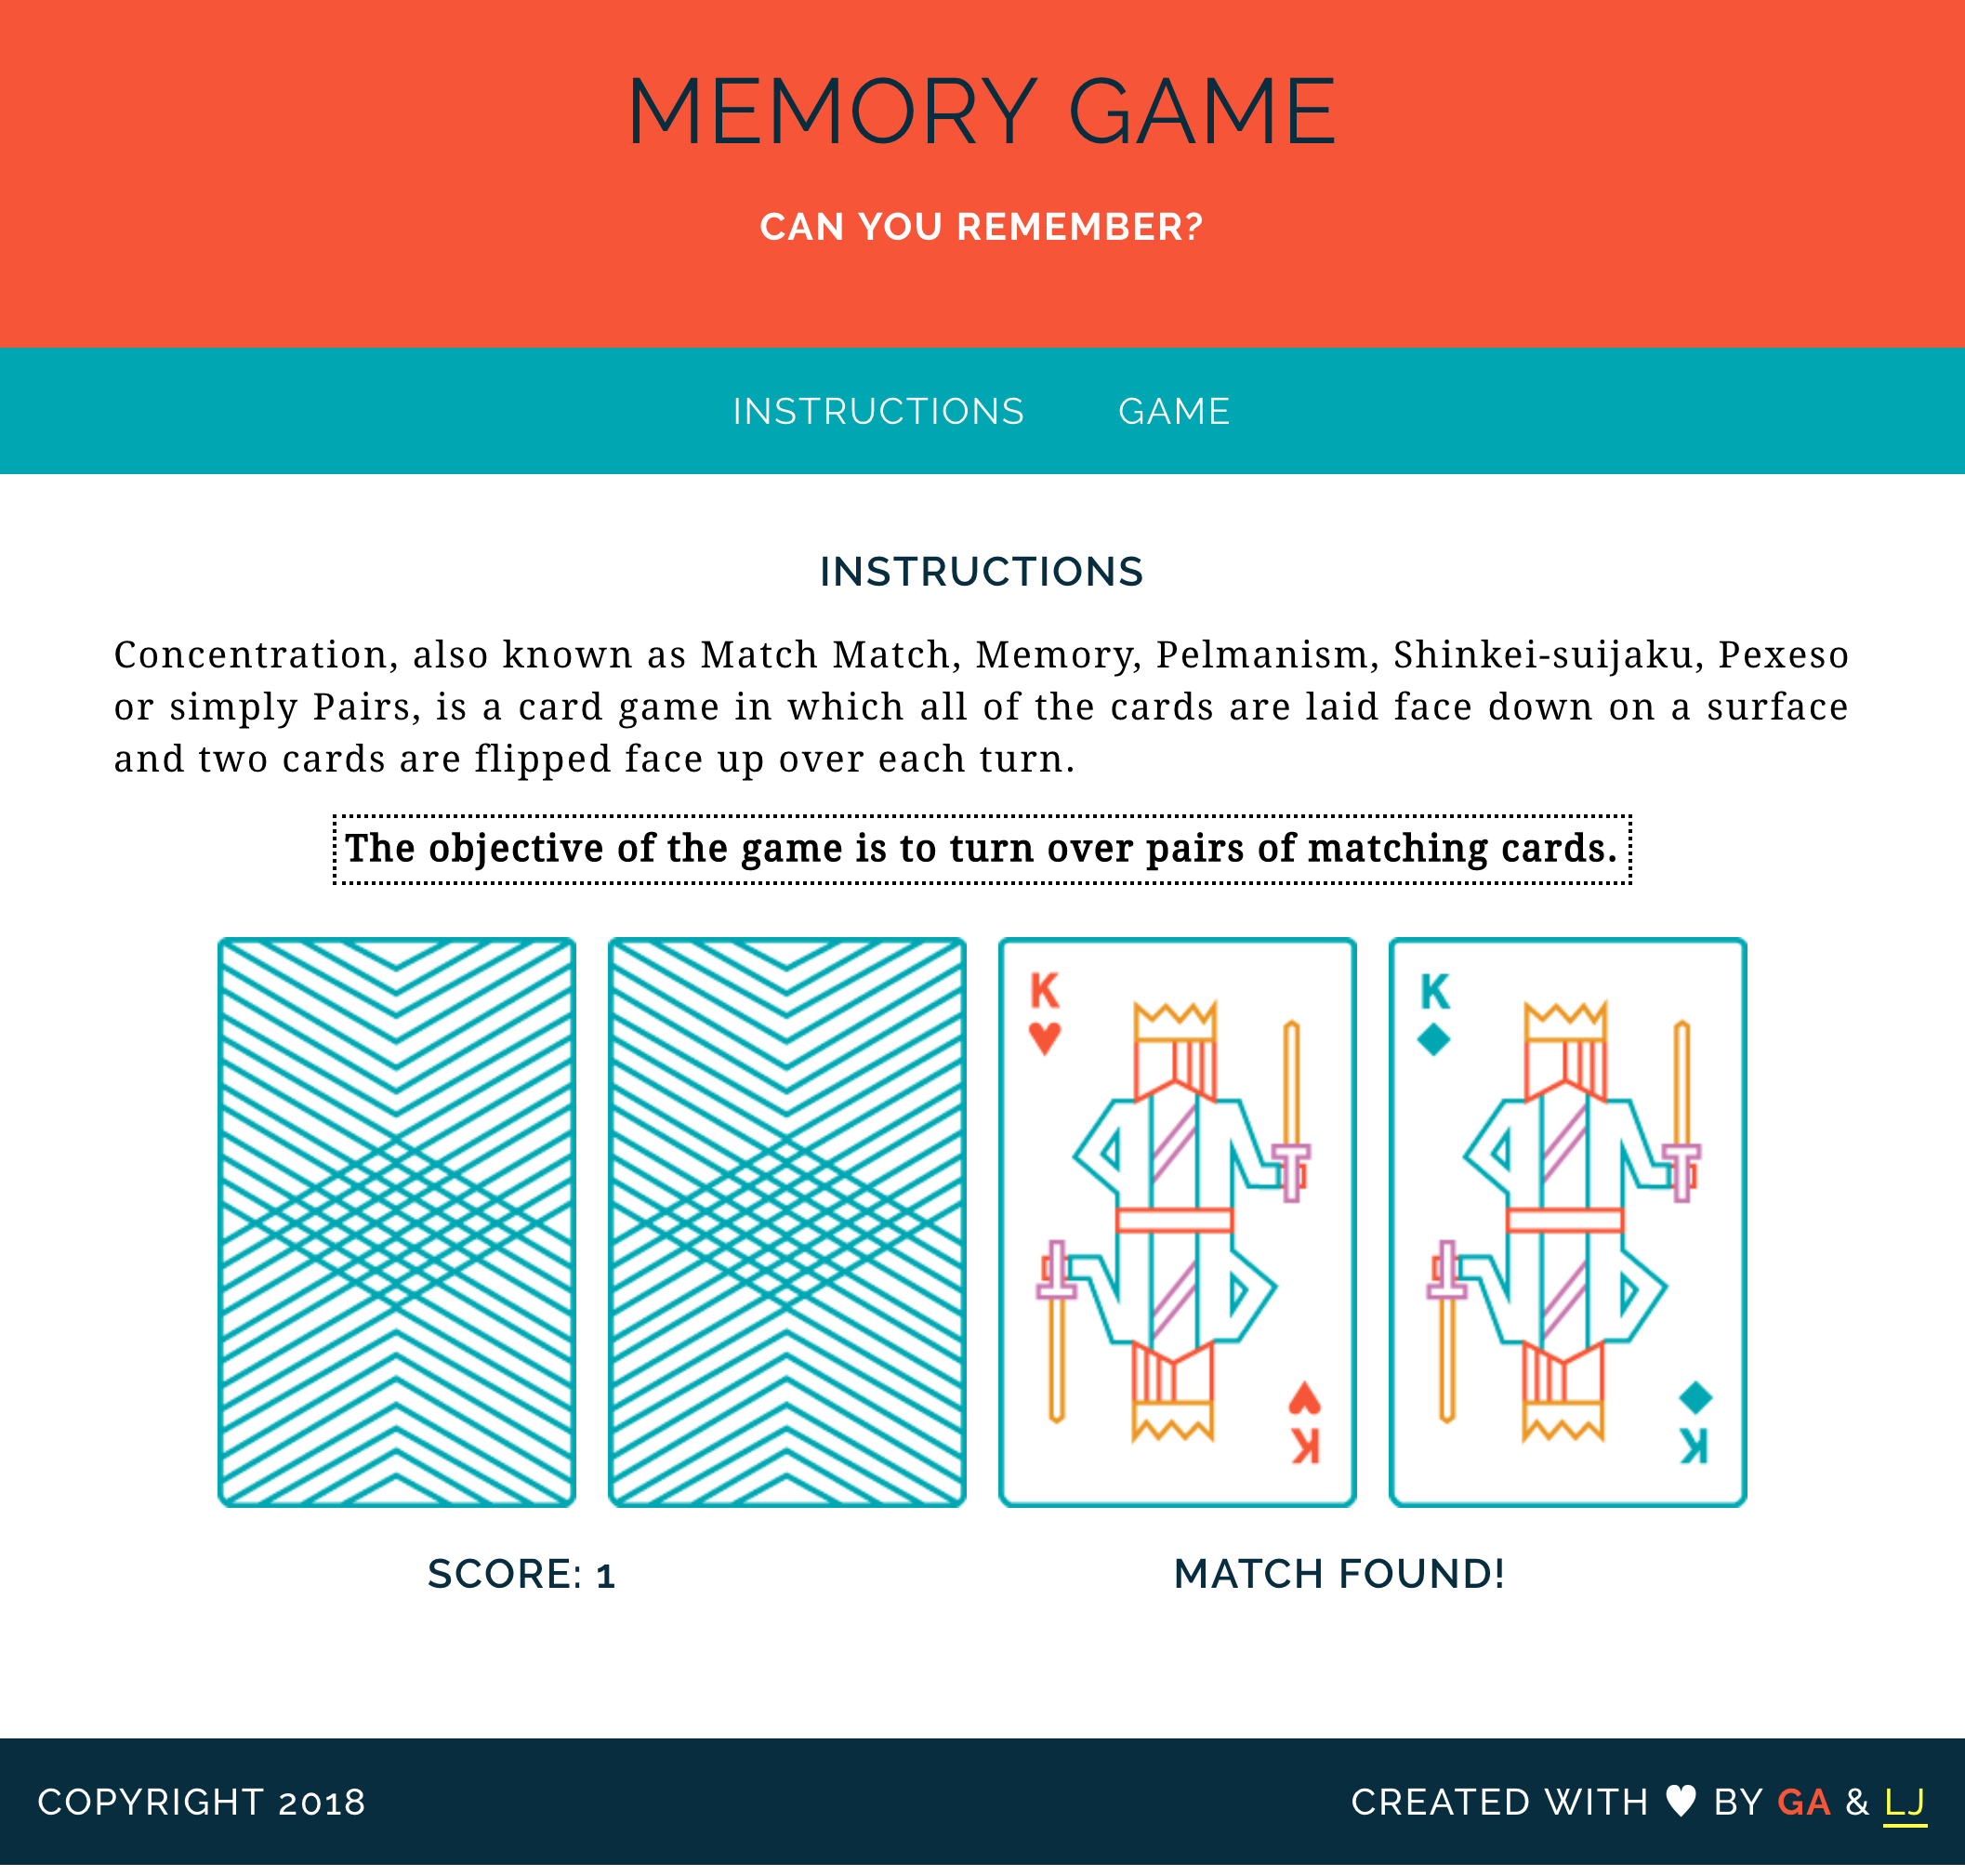 MEMORY GAME
CAN YOU REMEMBER?
INSTRUCTIONS GAME
INSTRUCTIONS
Concentration, also known as Match Match, Memory, Pelmanism, Shinkei-suijaku, Pexeso
or simply Pairs, is a card game in which all of the cards are laid face down on a surface
and two cards are flipped face up over each turn.
The objective of the game is to turn over pairs of matching cards.
K K
K K
SCORE: 1 MATCH FOUND!
COPYRIGHT 2018 CREATED WITH ♥ BY GA & LJ